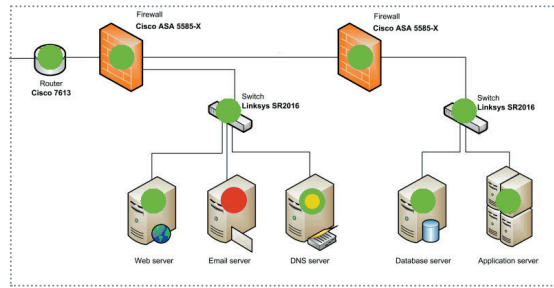 Firewall
Cisco ASA 5585-X
Firewall
Cisco ASA 5585-X
Router
Cisco 7613
Switch
Linksys SR2016
Switch
Linksys SR2016
Web server
Email server
DNS server
Database server
Application server